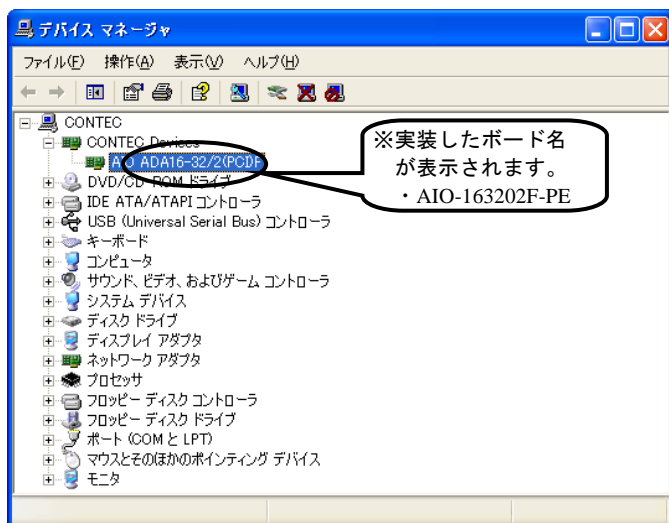 デバイス マネージャ
ファイル(F) 操作(A) 表示(V) ヘルプ(H)
CONTEC
CONTEC Devices
AIO ADA16-32/2(PCI)F
※実装したボード名
が表示されます。
・AIO-163202F-PE
DVD/CD-ROM ドライブ
IDE ATA/ATAPI コントローラ
USB (Universal Serial Bus) コントローラ
キーボード
コンピュータ
サウンド、ビデオ、およびゲーム コントローラ
システム デバイス
ディスク ドライブ
ディスプレイ アダプタ
ネットワーク アダプタ
プロセッサ
フロッピー ディスク コントローラ
フロッピー ディスク ドライブ
ポート (COM と LPT)
マウスとそのほかのポインティング デバイス
モニタ